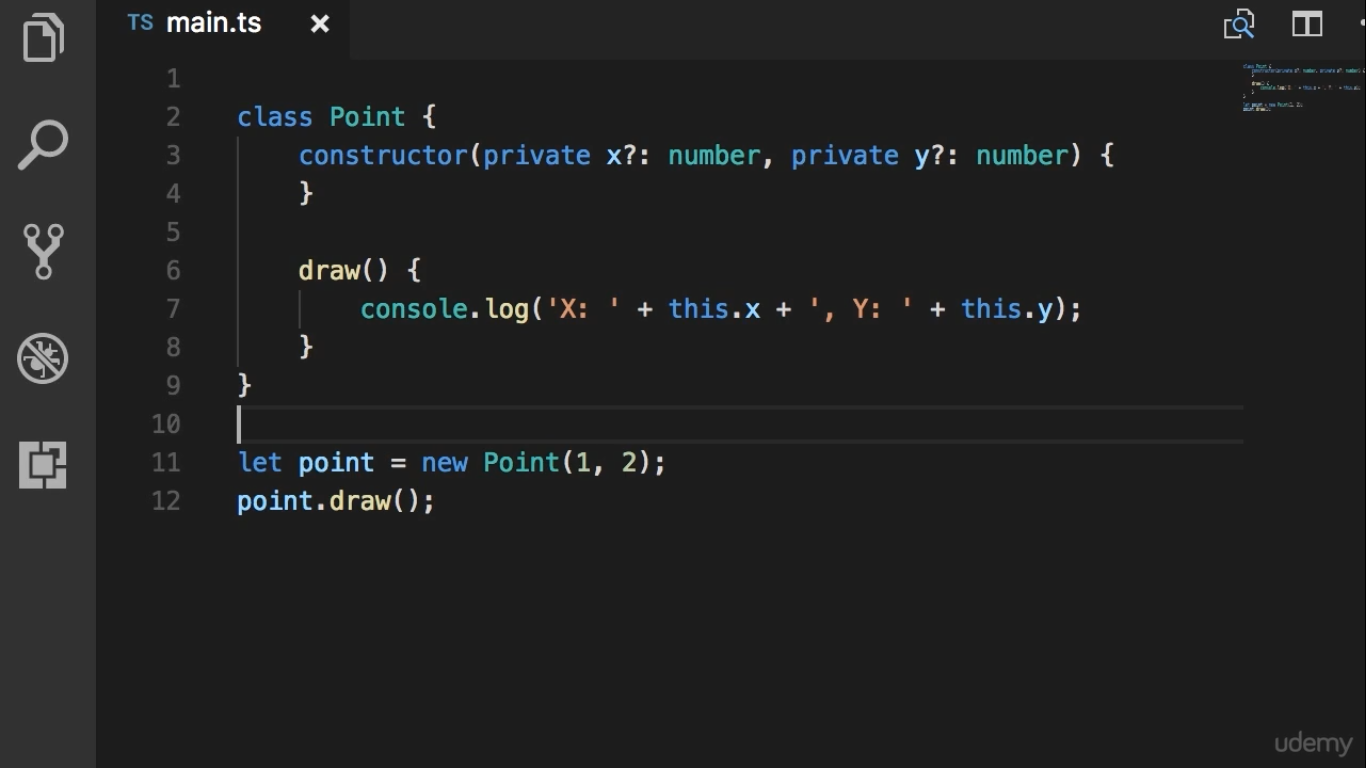 TS main.ts ×
1
2 class Point {
3     constructor(private x?: number, private y?: number) {
4     }
5
6     draw() {
7         console.log('X: ' + this.x + ', Y: ' + this.y);
8     }
9 }
10
11 let point = new Point(1, 2);
12 point.draw();
udemy